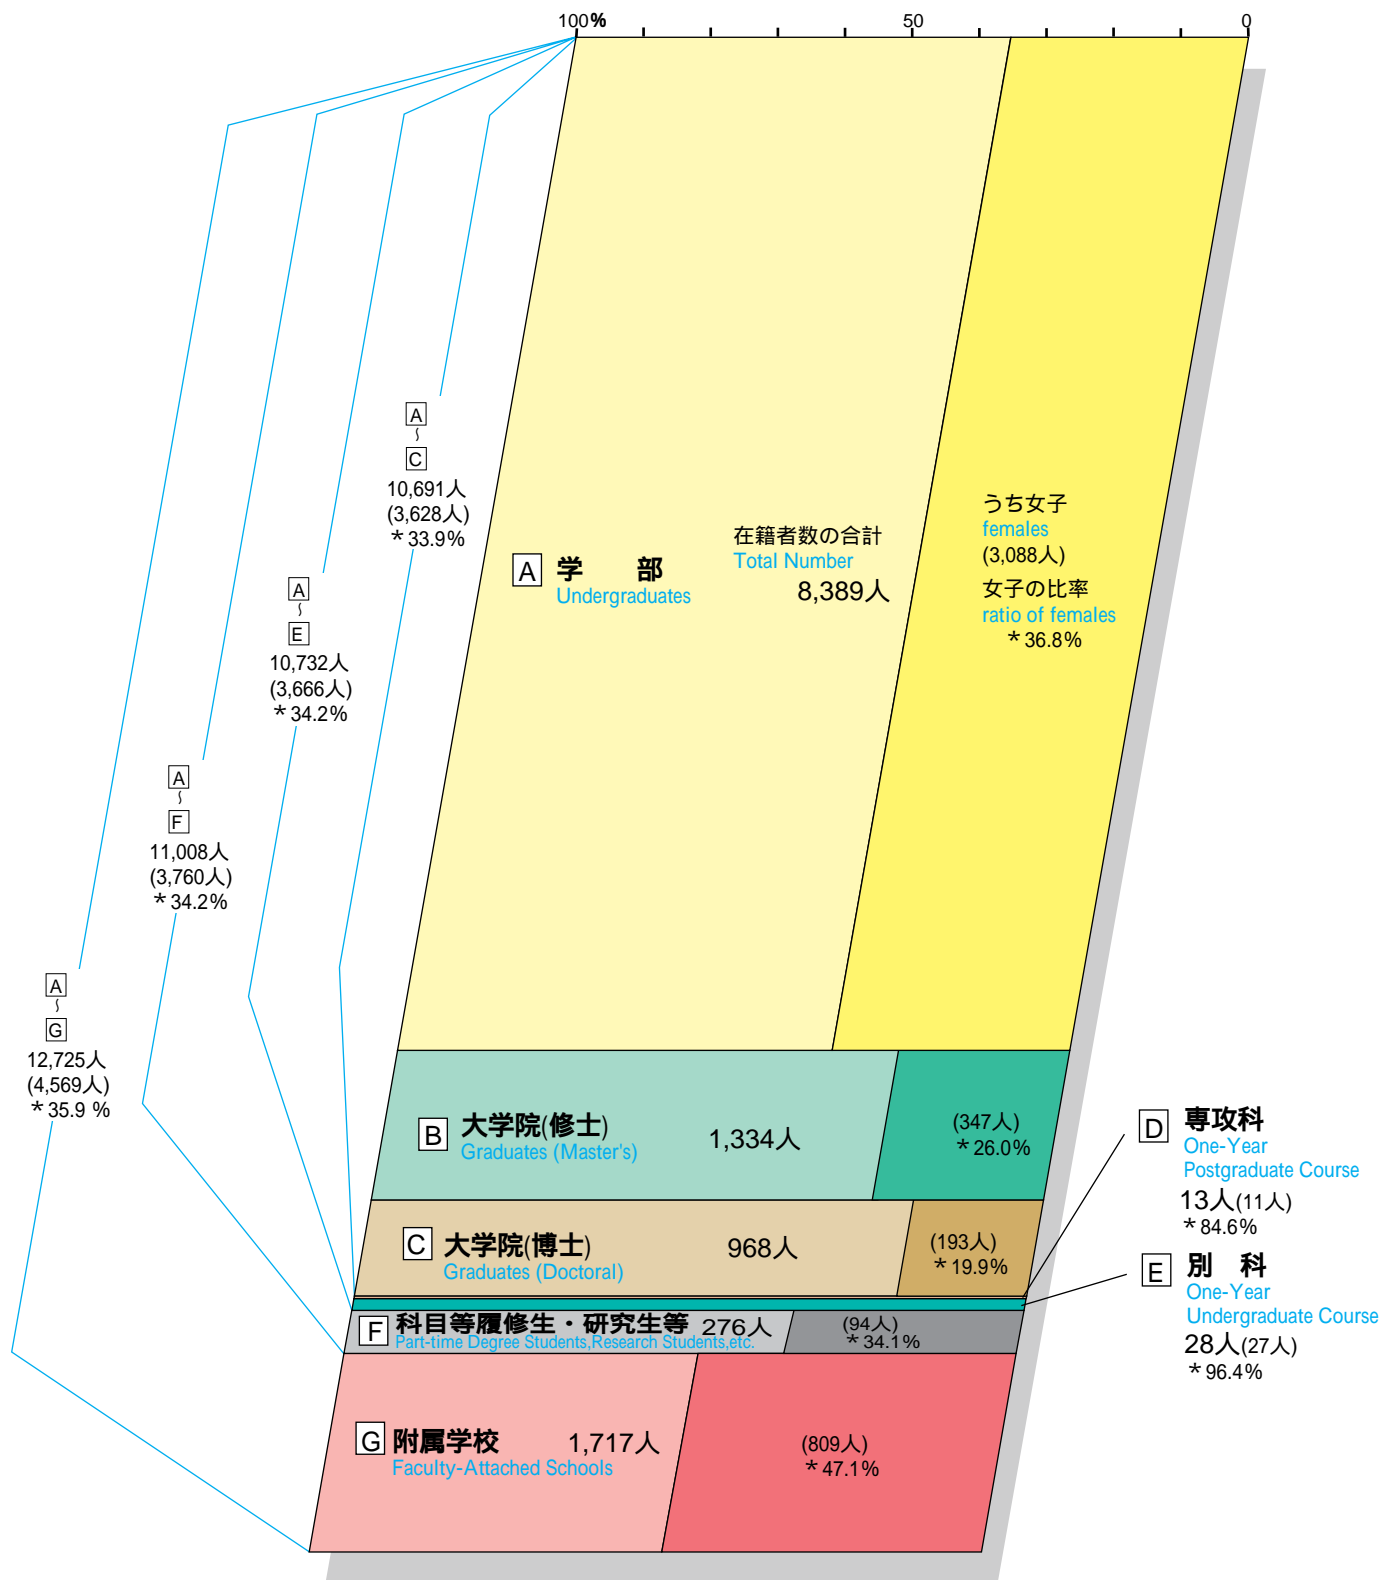 100%
50
0
A
〜
C
10,691人
(3,628人)
*33.9%
A
〜
E
10,732人
(3,666人)
*34.2%
A
〜
F
11,008人
(3,760人)
*34.2%
A
〜
G
12,725人
(4,569人)
*35.9 %
A 学 部
Undergraduates
在籍者数の合計
Total Number
8,389人
うち女子
females
(3,088人)
女子の比率
ratio of females
*36.8%
B 大学院(修士)
Graduates (Master's)
1,334人
(347人)
*26.0%
C 大学院(博士)
Graduates (Doctoral)
968人
(193人)
*19.9%
D 専攻科
One-Year
Postgraduate Course
13人(11人)
*84.6%
E 別 科
One-Year
Undergraduate Course
28人(27人)
*96.4%
F 科目等履修生・研究生等 276人
Part-time Degree Students,Research Students,etc.
(94人)
*34.1%
G 附属学校 1,717人
Faculty-Attached Schools
(809人)
*47.1%